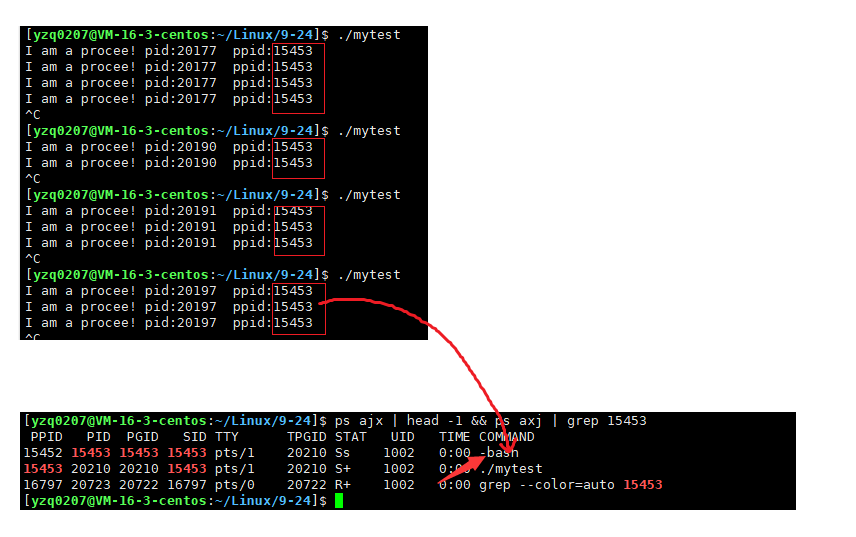 [yzq0207@VM-16-3-centos:~/Linux/9-24]$ ./mytest
I am a procee! pid:20177  ppid:15453
I am a procee! pid:20177  ppid:15453
I am a procee! pid:20177  ppid:15453
I am a procee! pid:20177  ppid:15453
^C
[yzq0207@VM-16-3-centos:~/Linux/9-24]$ ./mytest
I am a procee! pid:20190  ppid:15453
I am a procee! pid:20190  ppid:15453
^C
[yzq0207@VM-16-3-centos:~/Linux/9-24]$ ./mytest
I am a procee! pid:20191  ppid:15453
I am a procee! pid:20191  ppid:15453
I am a procee! pid:20191  ppid:15453
^C
[yzq0207@VM-16-3-centos:~/Linux/9-24]$ ./mytest
I am a procee! pid:20197  ppid:15453
I am a procee! pid:20197  ppid:15453
I am a procee! pid:20197  ppid:15453
^C
[yzq0207@VM-16-3-centos:~/Linux/9-24]$ ps ajx | head -1 && ps axj | grep 15453
 PPID   PID  PGID   SID TTY      TPGID STAT   UID   TIME COMMAND
15452 15453 15453 15453 pts/1    20210 Ss    1002   0:00 -bash
15453 20210 20210 15453 pts/1    20210 S+    1002   0:00 ./mytest
16797 20723 20722 16797 pts/0    20722 R+    1002   0:00 grep --color=auto 15453
[yzq0207@VM-16-3-centos:~/Linux/9-24]$